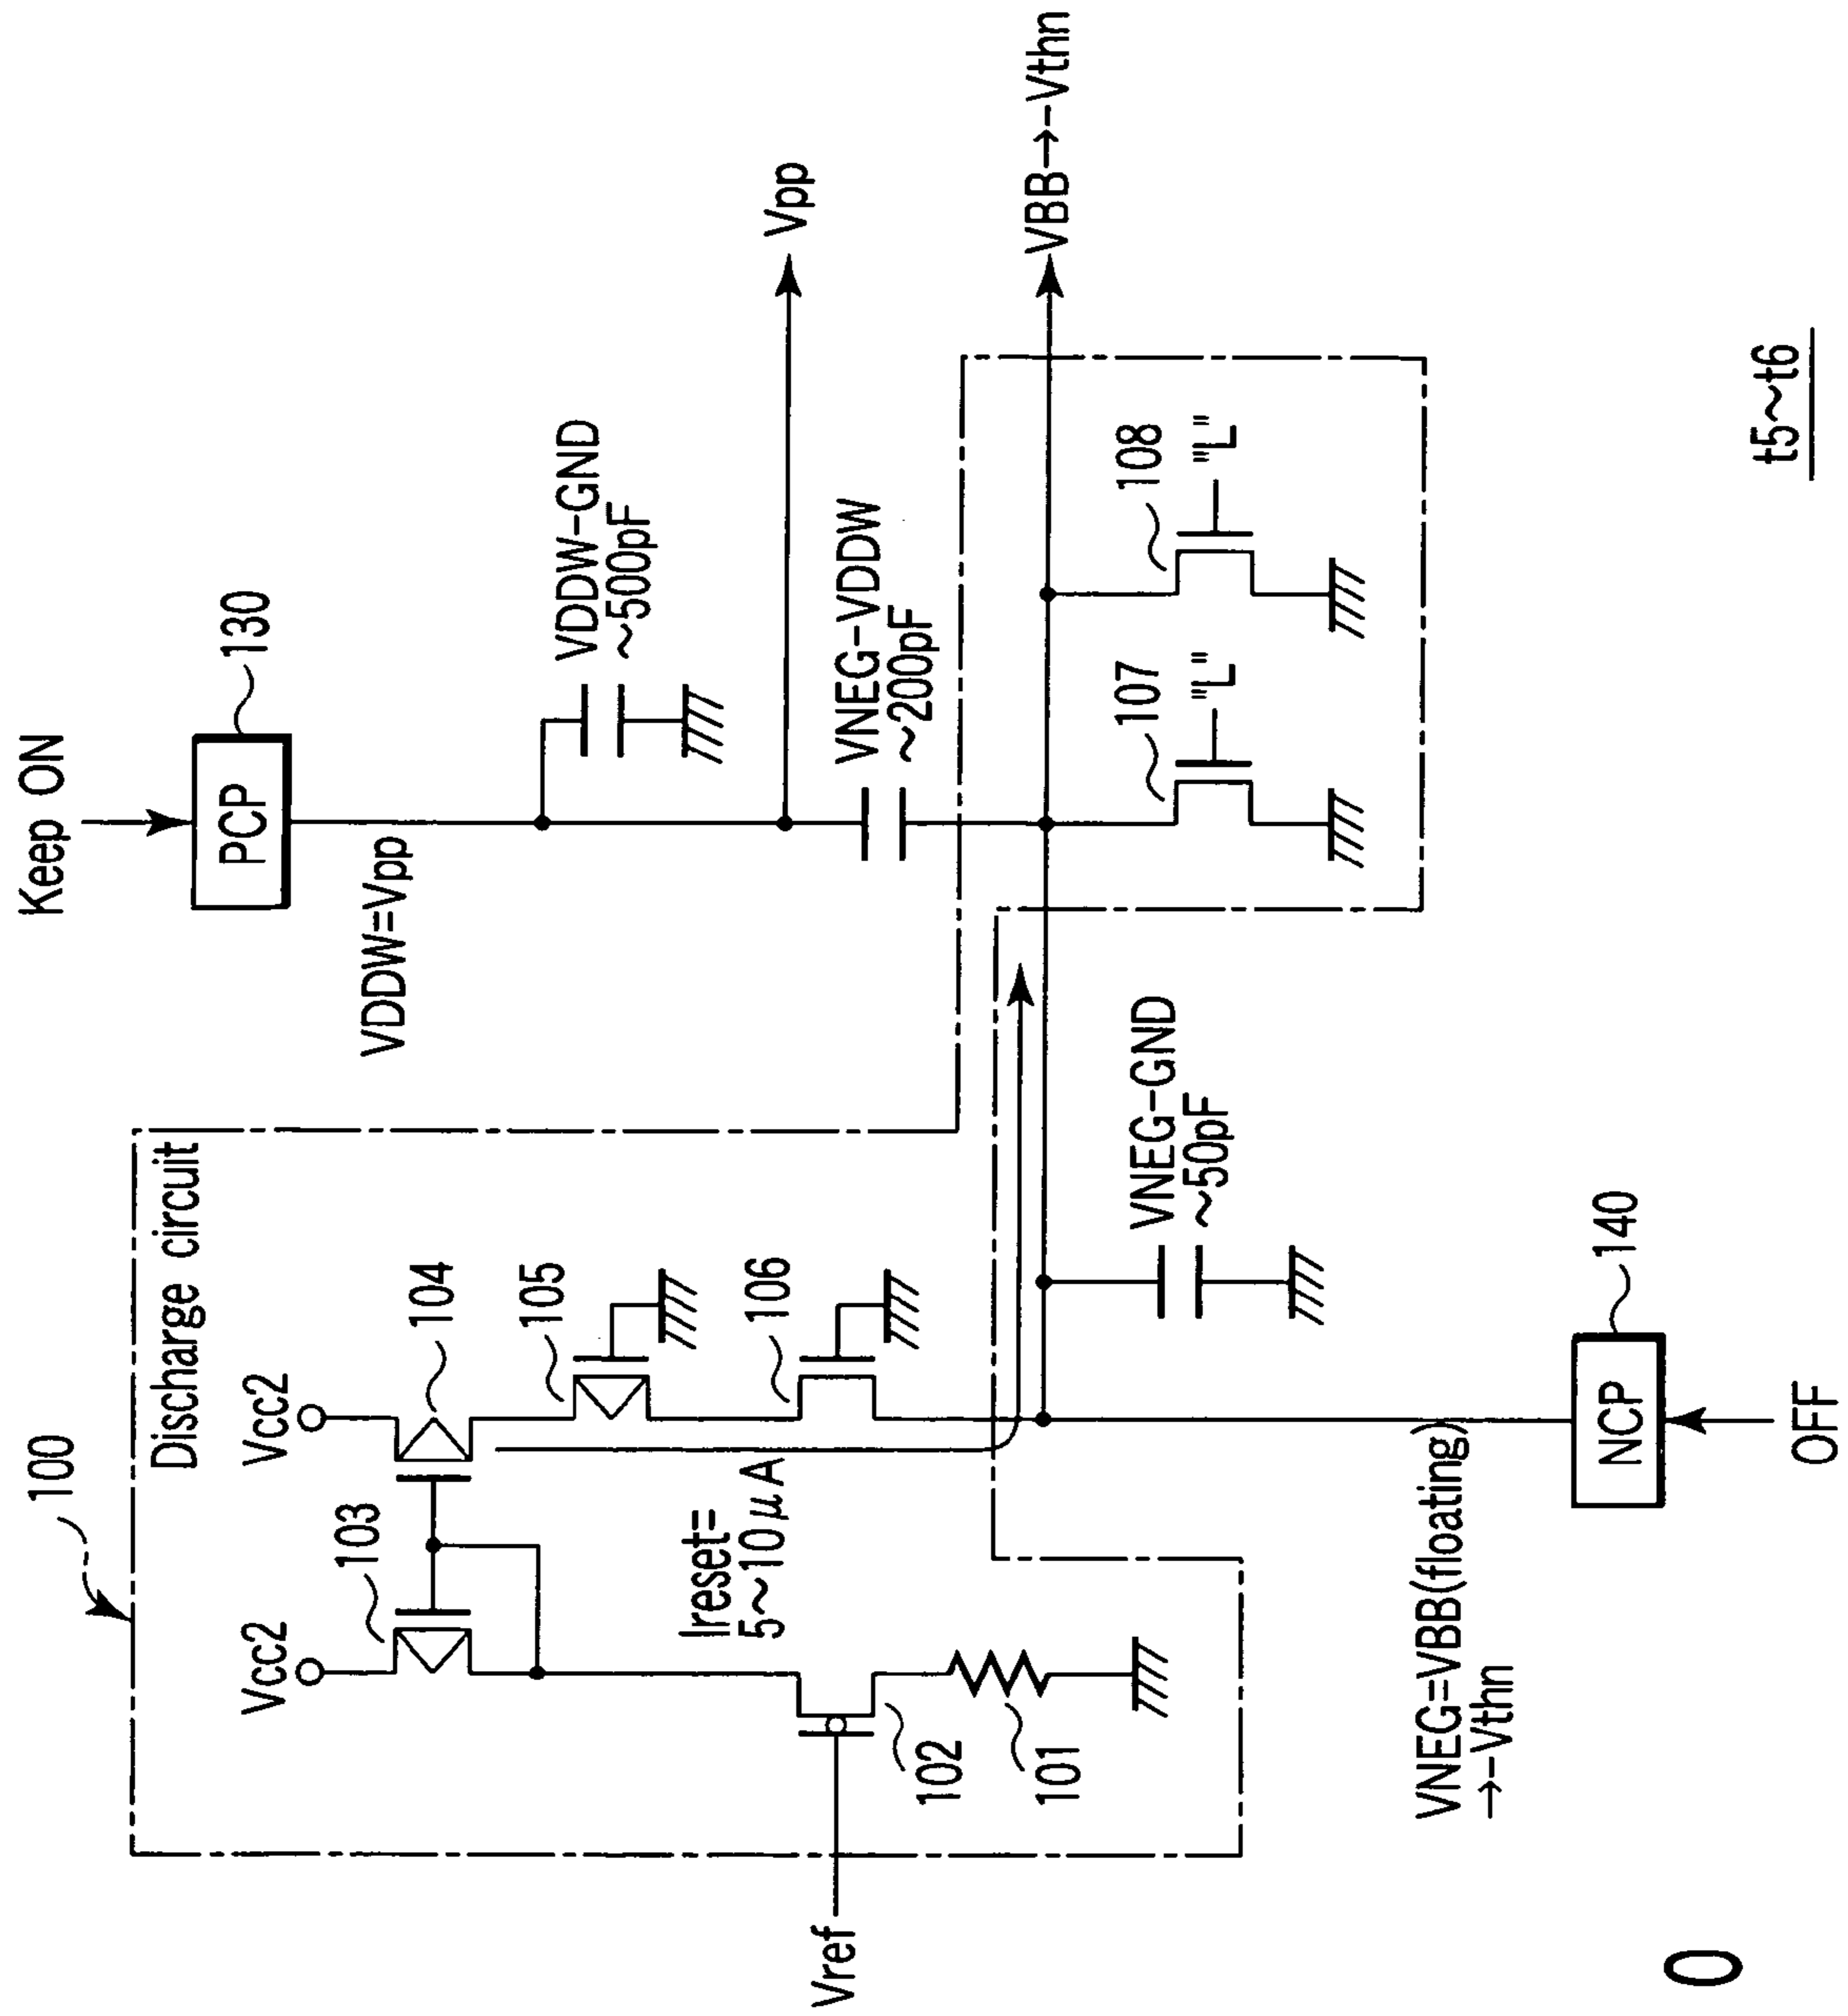 Keep ON
PCP
130
VDDW=Vpp
VDDW-GND
~500pF
Vpp
VNEG-VDDW
~200pF
100
Discharge circuit
Vcc2
103
Vcc2
104
105
106
Ireset=
5~10μA
Vref
102
101
VNEG-GND
~50pF
107
"L"
108
"L"
VBB→-Vthn
VNEG=VBB(floating)
→-Vthn
NCP
140
OFF
t5~t6
0